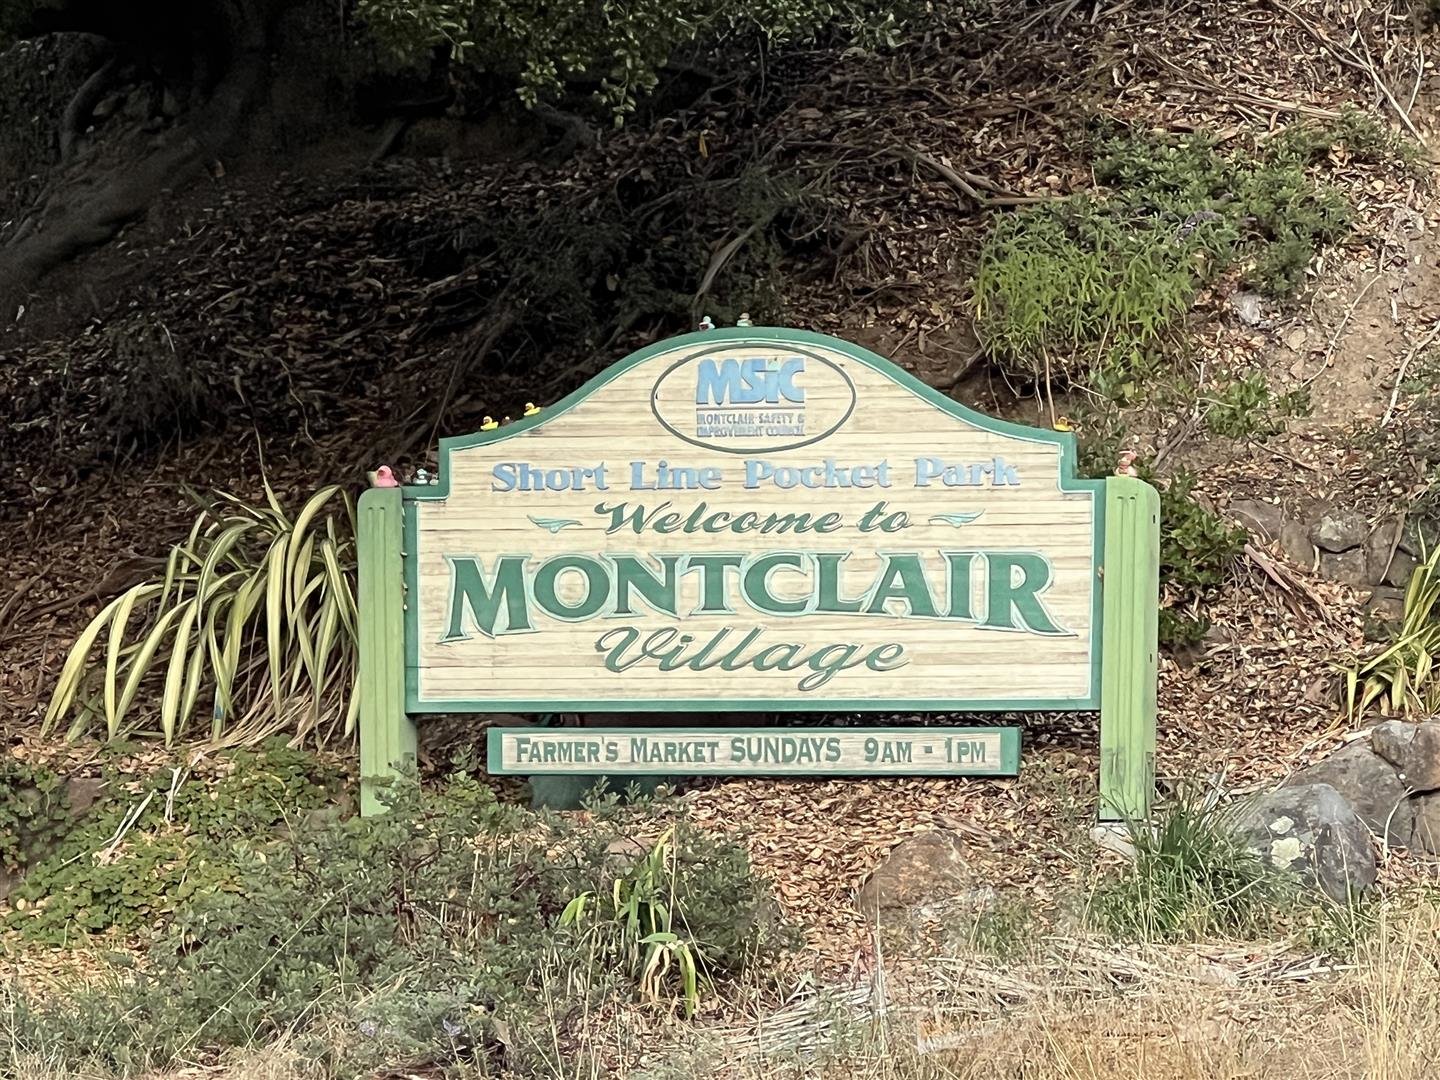 MSiC
MONTCLAIR SAFETY &
IMPROVEMENT COUNCIL
Short Line Pocket Park
Welcome to
MONTCLAIR
Village
FARMER'S MARKET SUNDAYS 9AM - 1PM